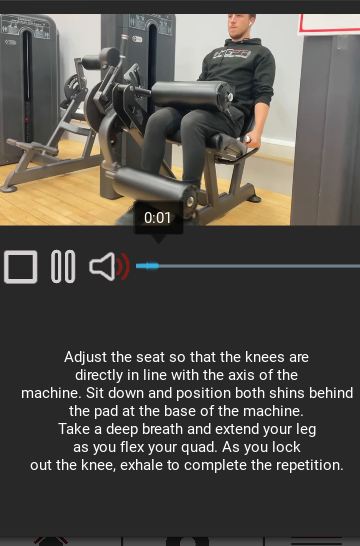 0:01
Adjust the seat so that the knees are
directly in line with the axis of the
machine. Sit down and position both shins behind
the pad at the base of the machine.
Take a deep breath and extend your leg
as you flex your quad. As you lock
out the knee, exhale to complete the repetition.